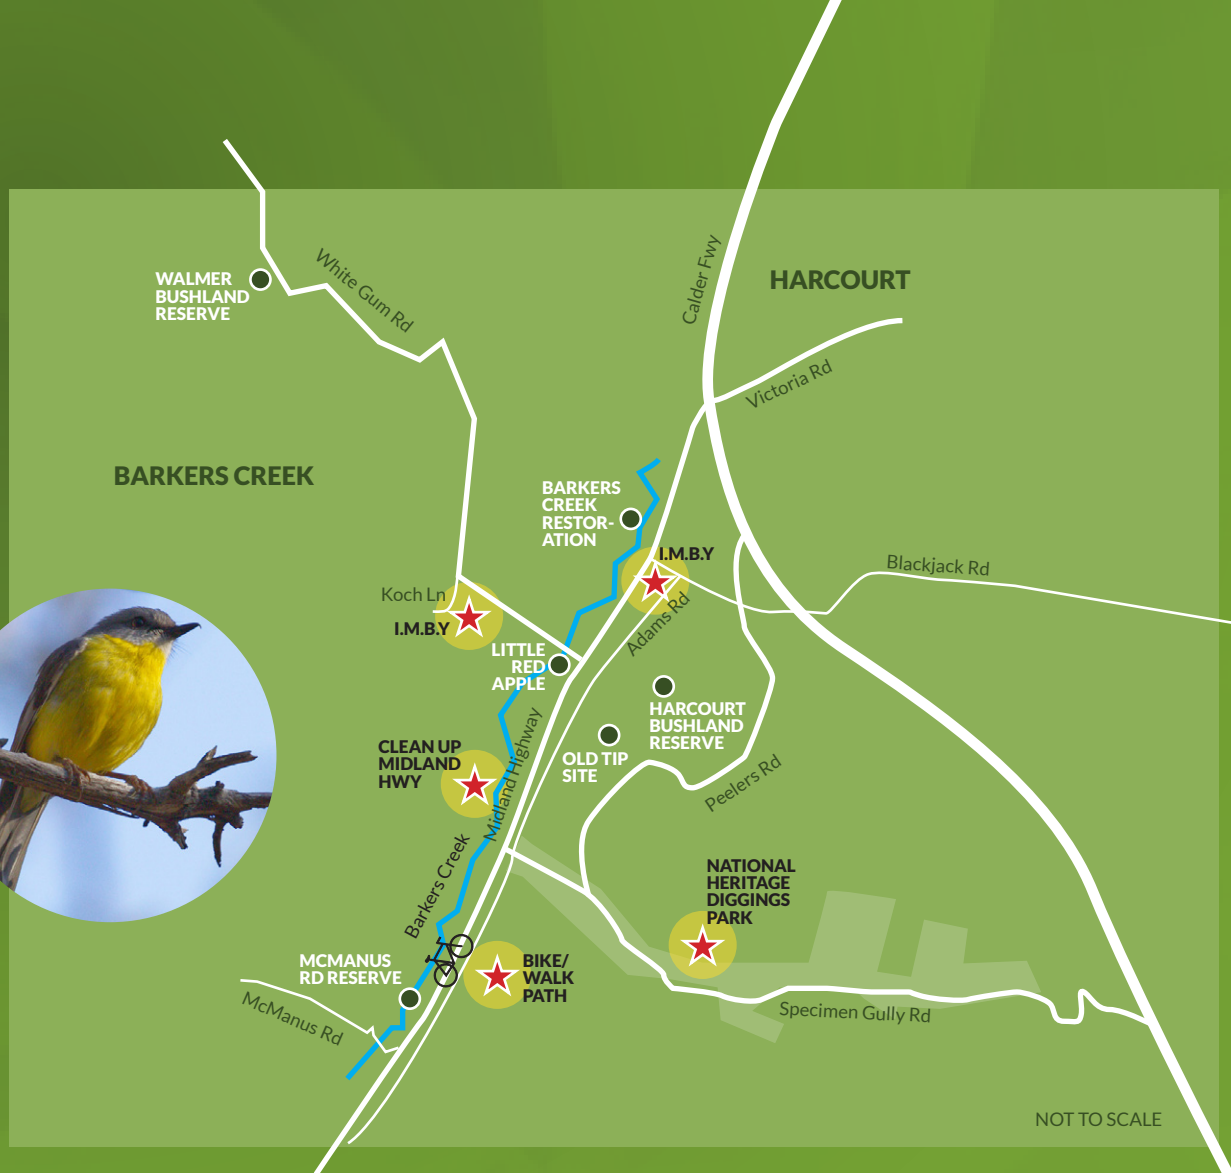 Calder Fwy
HARCOURT
White Gum Rd
WALMER
BUSHLAND
RESERVE
Victoria Rd
BARKERS CREEK
BARKERS
CREEK
RESTOR-
ATION
I.M.B.Y
Blackjack Rd
Koch Ln
I.M.B.Y
Adams Rd
LITTLE
RED
APPLE
HARCOURT
BUSHLAND
RESERVE
OLD TIP
SITE
CLEAN UP
MIDLAND
HWY
Midland Highway
Peelers Rd
Barkers Creek
NATIONAL
HERITAGE
DIGGINGS
PARK
MCMANUS
RD RESERVE
BIKE/
WALK
PATH
McManus Rd
Specimen Gully Rd
NOT TO SCALE